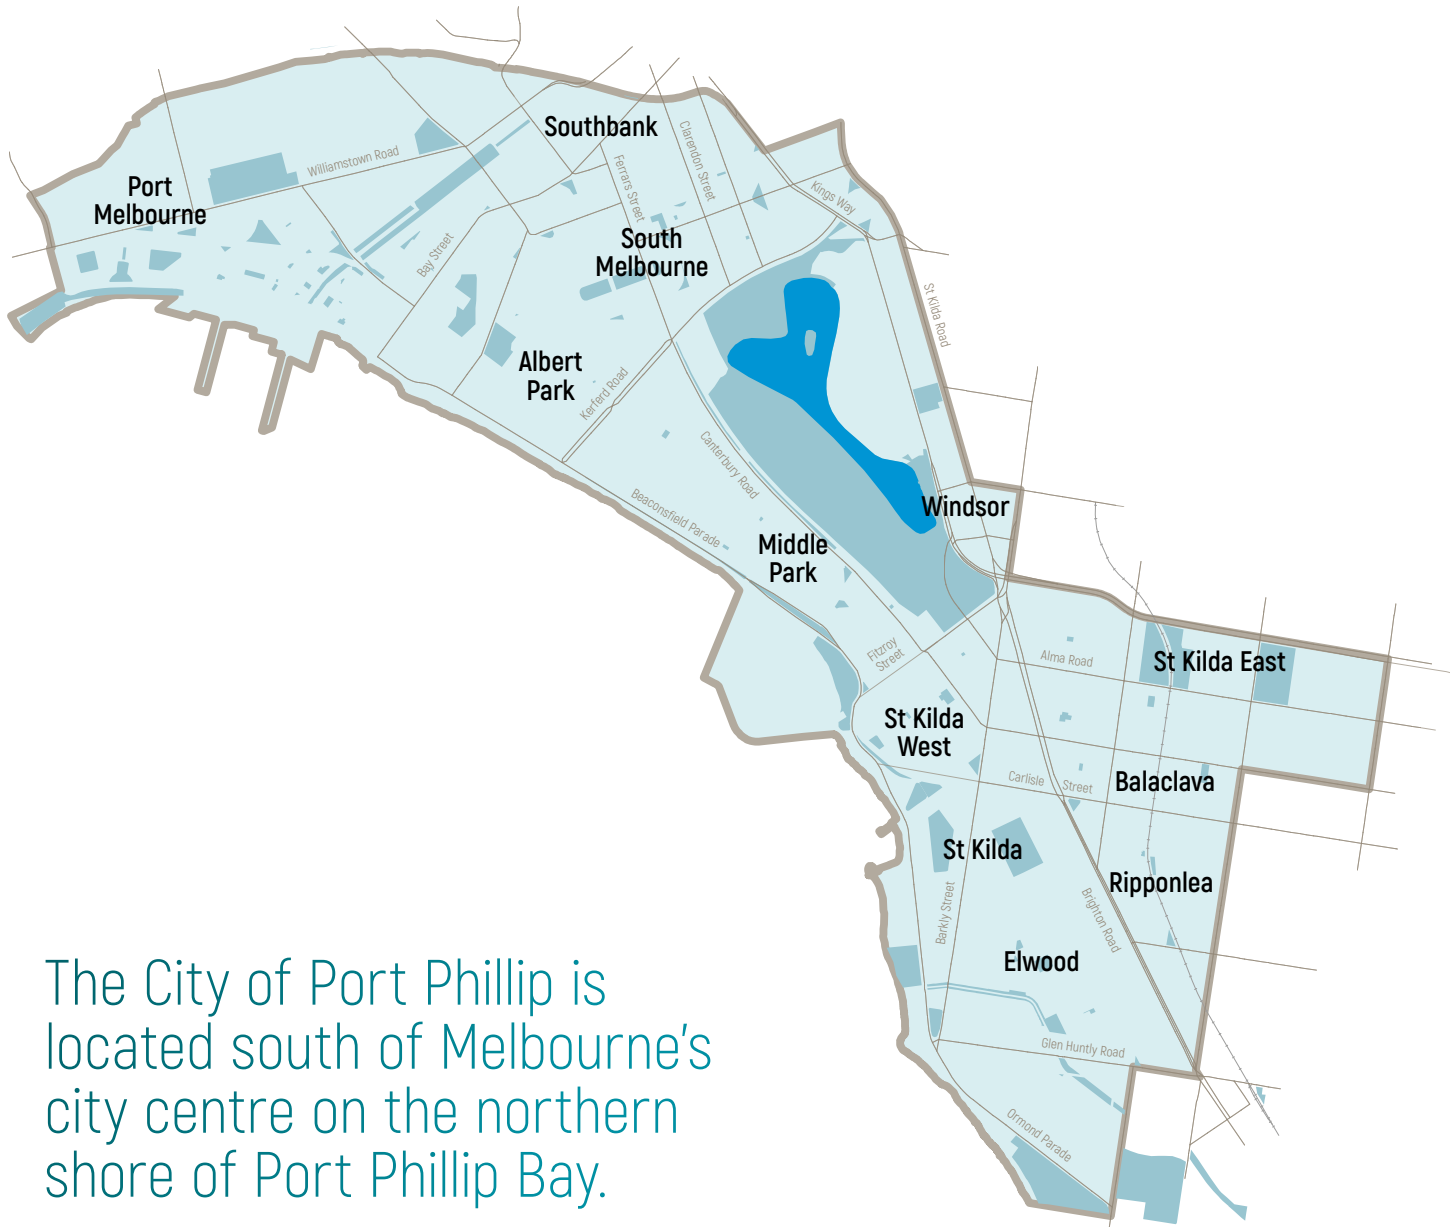 Southbank
Clarendon Street
Williamstown Road
Ferrars Street
Port
Melbourne
Kings Way
Bay Street
South
Melbourne
St Kilda Road
Albert
Park
Kerferd Road
Canterbury Road
Beaconsfield Parade
Windsor
Middle
Park
Fitzroy
Street
Alma Road
St Kilda East
St Kilda
West
Carlisle Street
Balaclava
St Kilda
Ripponlea
Barkly Street
Brighton Road
Elwood
Glen Huntly Road
Ormond Parade
The City of Port Phillip is
located south of Melbourne’s
city centre on the northern
shore of Port Phillip Bay.